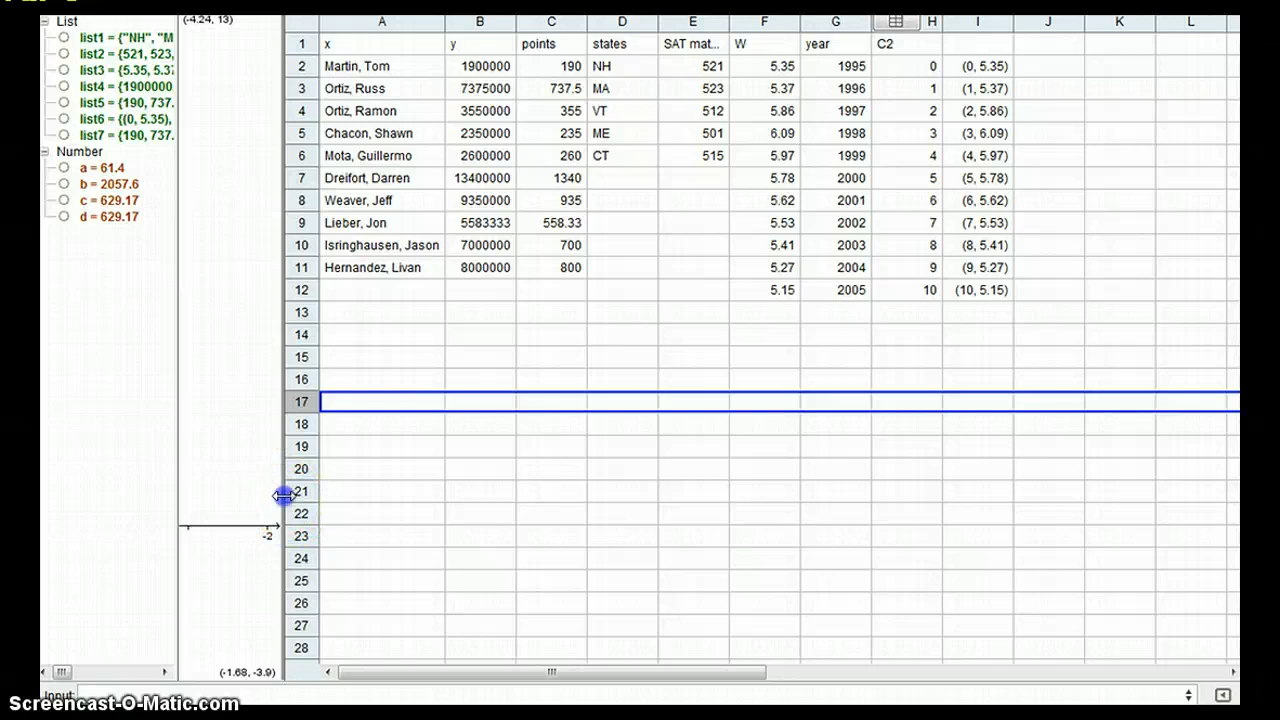 (-4.24, 13)
List
list1 = {"NH", "M
list2 = {521, 523,
list3 = {5.35, 5.37
list4 = {1900000
list5 = {190, 737.
list6 = {(0, 5.35),
list7 = {190, 737.
Number
a = 61.4
b = 2057.6
c = 629.17
d = 629.17
-2
(-1.68, -3.9)
A B C D E F G H I J K L
1 x y points states SAT mat... W year C2
2 Martin, Tom 1900000 190 NH 521 5.35 1995 0 (0, 5.35)
3 Ortiz, Russ 7375000 737.5 MA 523 5.37 1996 1 (1, 5.37)
4 Ortiz, Ramon 3550000 355 VT 512 5.86 1997 2 (2, 5.86)
5 Chacon, Shawn 2350000 235 ME 501 6.09 1998 3 (3, 6.09)
6 Mota, Guillermo 2600000 260 CT 515 5.97 1999 4 (4, 5.97)
7 Dreifort, Darren 13400000 1340 5.78 2000 5 (5, 5.78)
8 Weaver, Jeff 9350000 935 5.62 2001 6 (6, 5.62)
9 Lieber, Jon 5583333 558.33 5.53 2002 7 (7, 5.53)
10 Isringhausen, Jason 7000000 700 5.41 2003 8 (8, 5.41)
11 Hernandez, Livan 8000000 800 5.27 2004 9 (9, 5.27)
12 5.15 2005 10 (10, 5.15)
13
14
15
16
17
18
19
20
21
22
23
24
25
26
27
28
Input:
Screencast-O-Matic.com